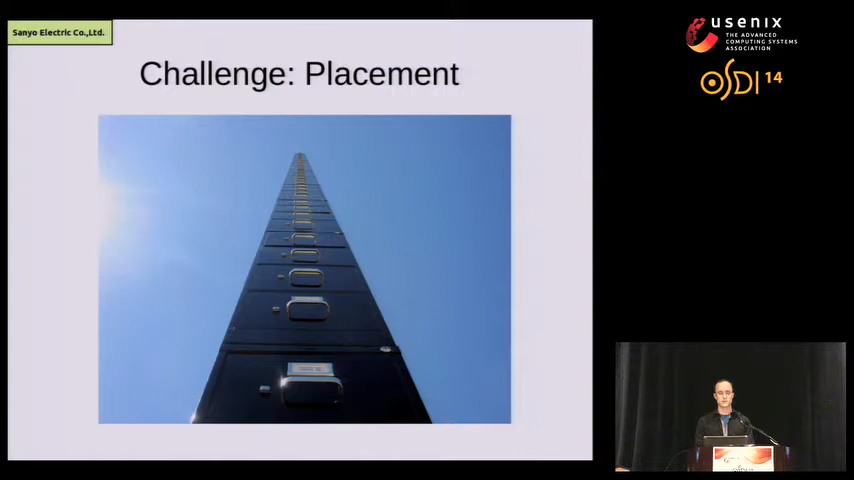 Sanyo Electric Co.,Ltd.
Challenge: Placement
usenix
THE ADVANCED
COMPUTING SYSTEMS
ASSOCIATION
OSDI 14